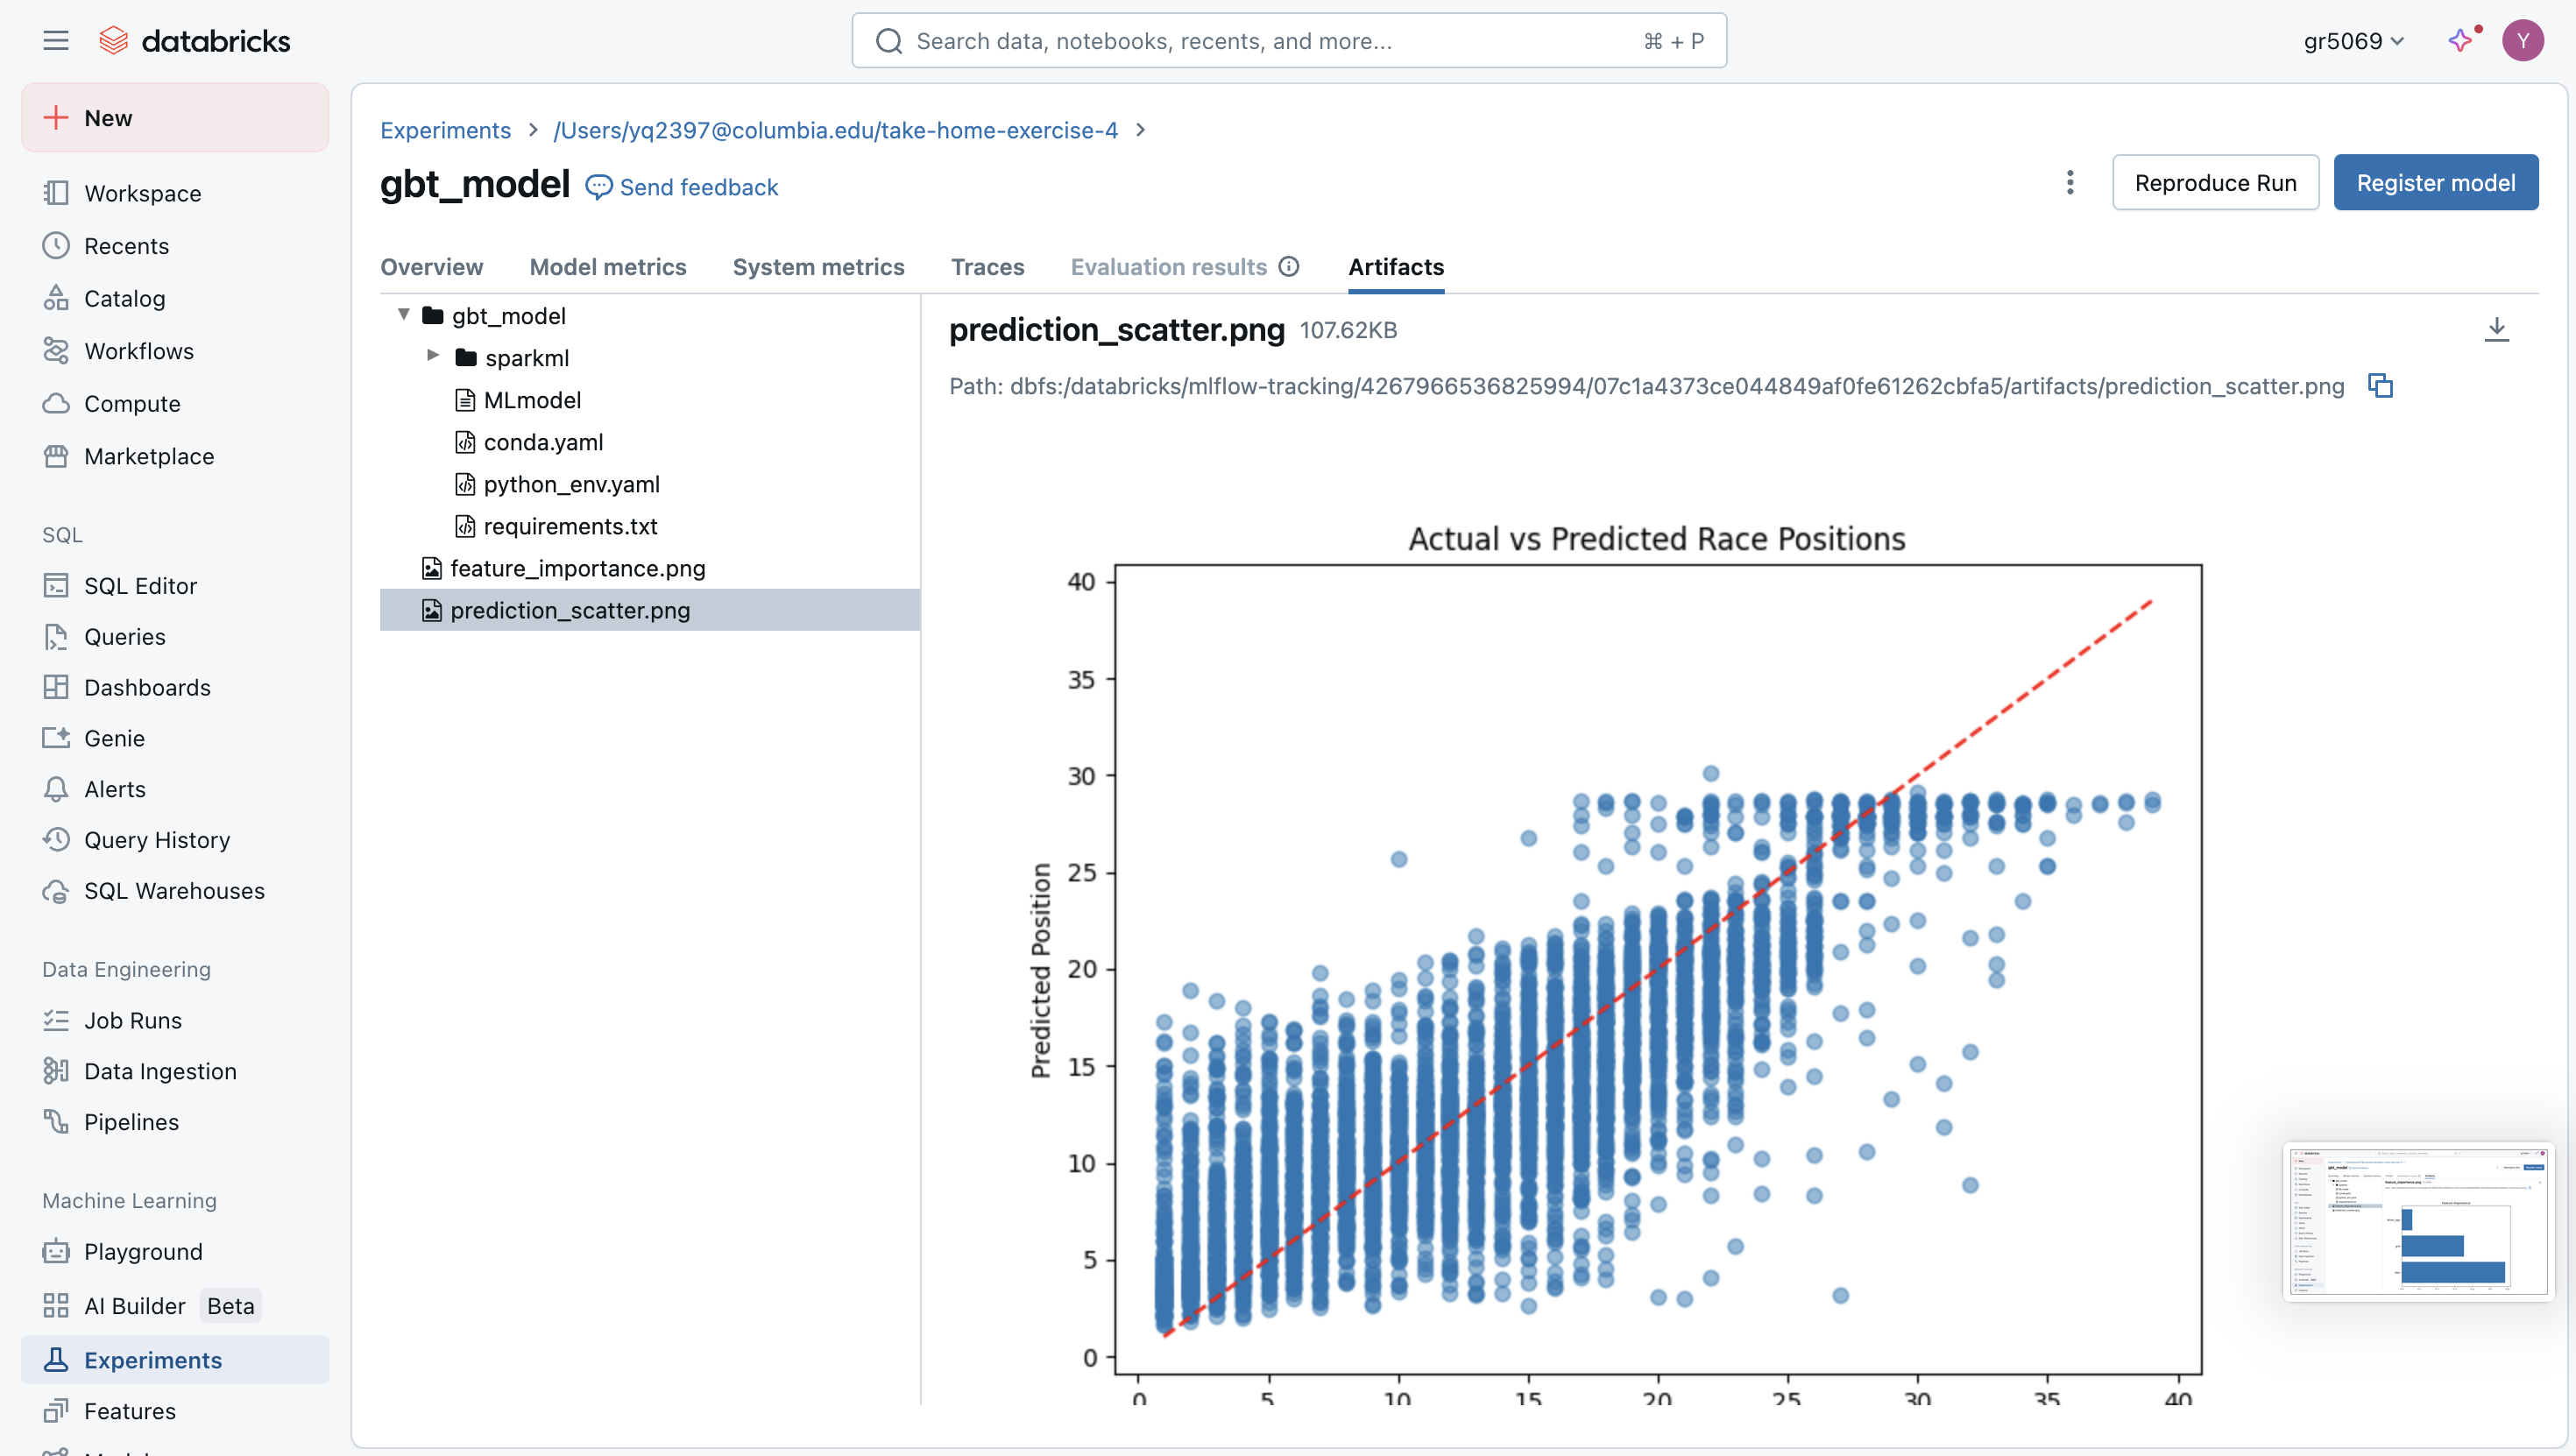 databricks
Search data, notebooks, recents, and more...
⌘ + P
gr5069
Y
New
Workspace
Recents
Catalog
Workflows
Compute
Marketplace
SQL
SQL Editor
Queries
Dashboards
Genie
Alerts
Query History
SQL Warehouses
Data Engineering
Job Runs
Data Ingestion
Pipelines
Machine Learning
Playground
AI Builder Beta
Experiments
Features
Experiments > /Users/yq2397@columbia.edu/take-home-exercise-4 >
gbt_model
Send feedback
Reproduce Run
Register model
Overview
Model metrics
System metrics
Traces
Evaluation results
Artifacts
gbt_model
sparkml
MLmodel
conda.yaml
python_env.yaml
requirements.txt
feature_importance.png
prediction_scatter.png
prediction_scatter.png 107.62KB
Path: dbfs:/databricks/mlflow-tracking/4267966536825994/07c1a4373ce044849af0fe61262cbfa5/artifacts/prediction_scatter.png
Actual vs Predicted Race Positions
Predicted Position
40
35
30
25
20
15
10
5
0
0 5 10 15 20 25 30 35 40